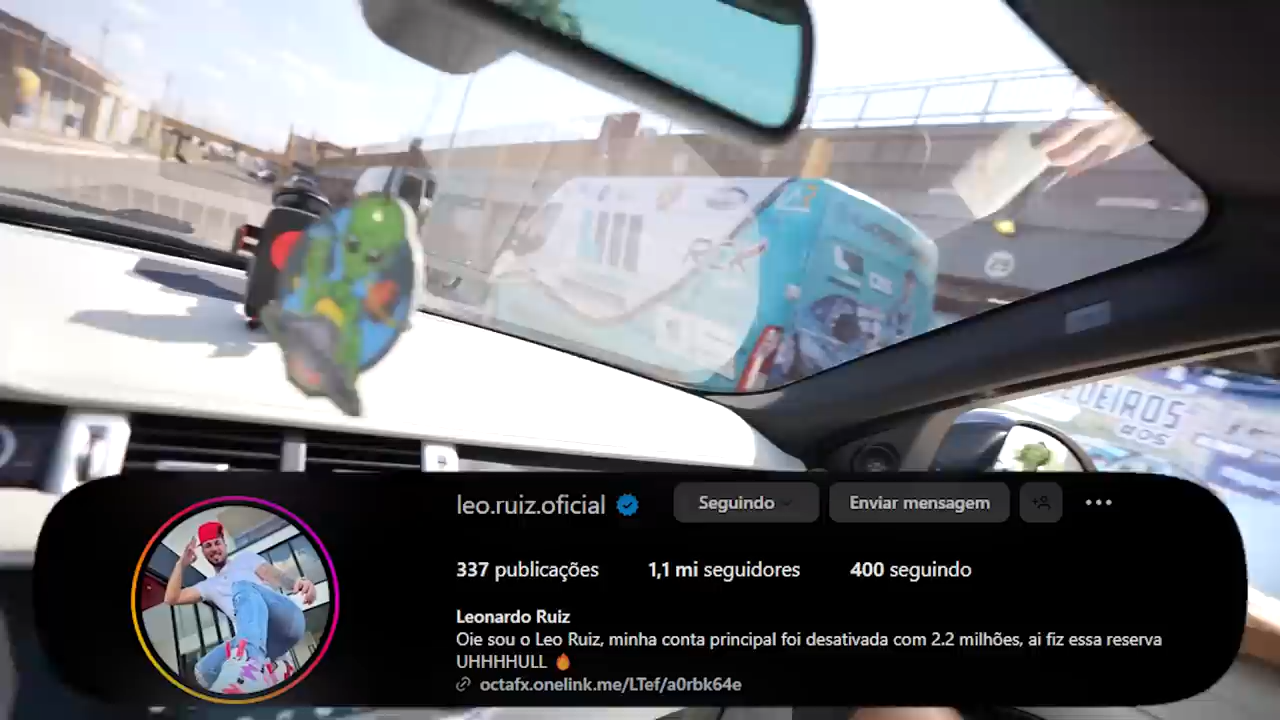 DEIROS
DOS
leo.ruiz.oficial
Seguindo
Enviar mensagem
337 publicações
1,1 mi seguidores
400 seguindo
Leonardo Ruiz
Oie sou o Leo Ruiz, minha conta principal foi desativada com 2.2 milhões, ai fiz essa reserva
UHHHHULL 🔥
octafx.onelink.me/LTef/a0rbk64e